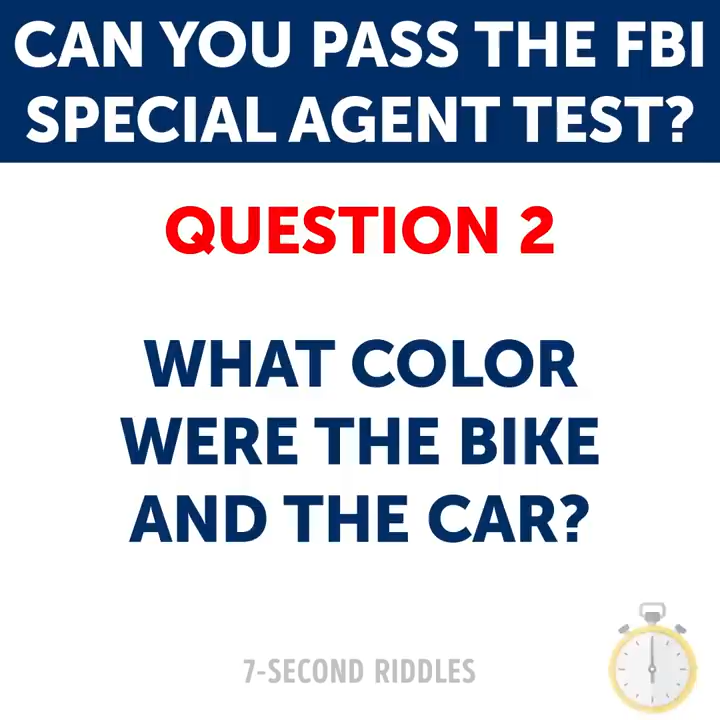 CAN YOU PASS THE FBI
SPECIAL AGENT TEST?
QUESTION 2
WHAT COLOR
WERE THE BIKE
AND THE CAR?
7-SECOND RIDDLES